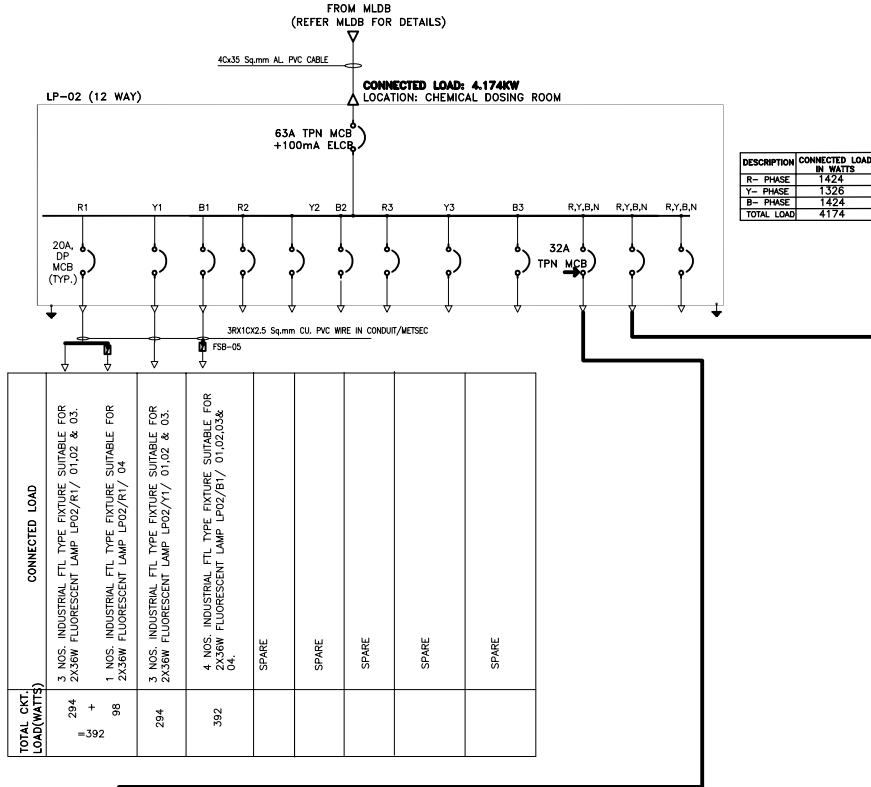 FROM MLDB
(REFER MLDB FOR DETAILS)
4Cx35 Sq.mm AL. PVC CABLE
CONNECTED LOAD: 4.174KW
LP-02 (12 WAY)
LOCATION: CHEMICAL DOSING ROOM
63A TPN MCB
+100mA ELCB
DESCRIPTION CONNECTED LOAD IN WATTS
R- PHASE 1424
Y- PHASE 1326
B- PHASE 1424
TOTAL LOAD 4174
R1 Y1 B1 R2 Y2 B2 R3 Y3 B3 R,Y,B,N R,Y,B,N R,Y,B,N
20A,
DP
MCB
(TYP.)
32A
TPN MCB
3RX1CX2.5 Sq.mm CU. PVC WIRE IN CONDUIT/METSEC
FSB-05
CONNECTED LOAD
3 NOS. INDUSTRIAL FTL TYPE FIXTURE SUITABLE FOR
2X36W FLUORESCENT LAMP LP02/R1/ 01,02 & 03.
1 NOS. INDUSTRIAL FTL TYPE FIXTURE SUITABLE FOR
2X36W FLUORESCENT LAMP LP02/R1/ 04
3 NOS. INDUSTRIAL FTL TYPE FIXTURE SUITABLE FOR
2X36W FLUORESCENT LAMP LP02/Y1/ 01,02 & 03.
4 NOS. INDUSTRIAL FTL TYPE FIXTURE SUITABLE FOR
2X36W FLUORESCENT LAMP LP02/B1/ 01,02,03&
04.
SPARE
SPARE
SPARE
SPARE
SPARE
TOTAL CKT.
LOAD(WATTS)
294 + 98
=392
294
392